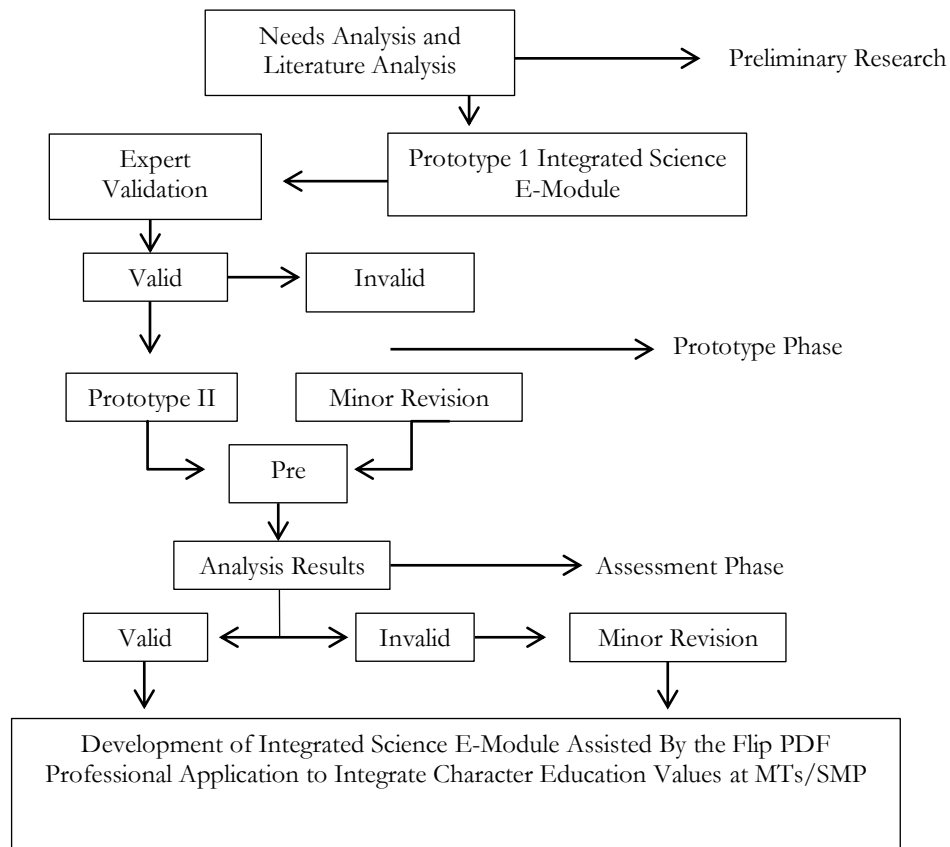 Needs Analysis and
Literature Analysis
Preliminary Research
Expert
Validation
Prototype 1 Integrated Science
E-Module
Valid
Invalid
Prototype Phase
Prototype II
Minor Revision
Pre
Analysis Results
Assessment Phase
Valid
Invalid
Minor Revision
Development of Integrated Science E-Module Assisted By the Flip PDF
Professional Application to Integrate Character Education Values at MTs/SMP